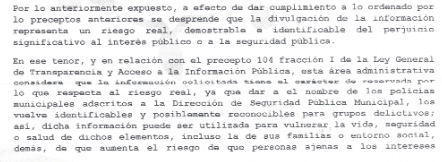 Por lo anteriormente expuesto, a efecto de dar cumplimiento a lo ordenado por
lo preceptos anteriores se desprende que la divulgación de la información
representa un riesgo real, demostrable e identificable del perjuicio
significativo al interés público o a la seguridad pública.
En ese tenor, y en relación con el precepto 104 fracción I de la Ley General
de Transparencia y Acceso a la Información Pública, esta área administrativa
considera que la información solicitada tiene el carácter de reservada por
lo que respecta al riesgo real, ya que dar a el nombre de los policías
municipales adscritos a la Dirección de Seguridad Pública Municipal, los
vuelve identificables y posiblemente reconocibles para grupos delictivos;
así, dicha información puede ser utilizada para vulnerar la vida, seguridad
o salud de dichos elementos, incluso la de sus familias o entorno social,
demás, de que aumenta el riesgo de que personas ajenas a los intereses